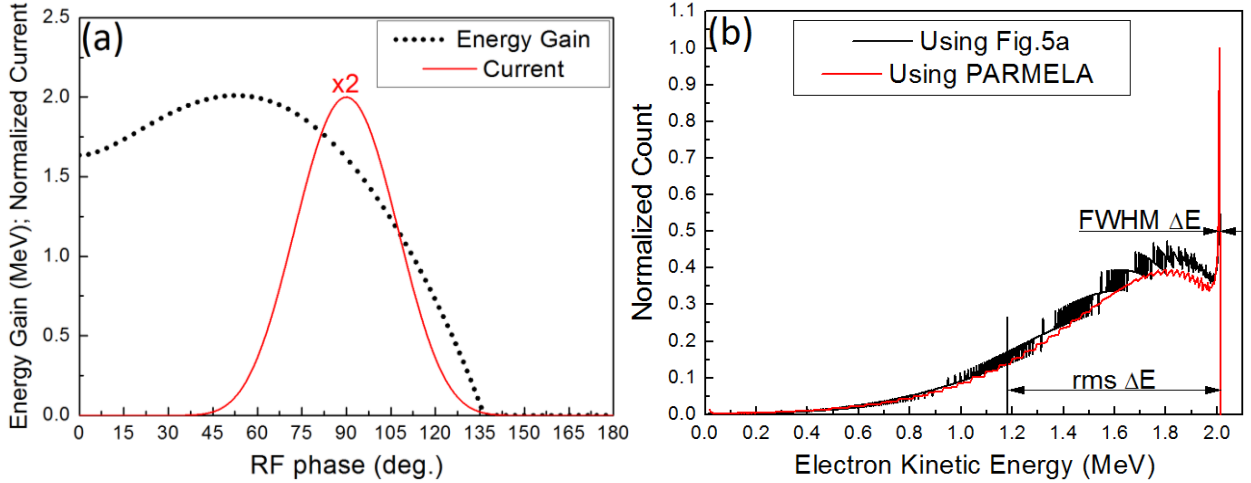 (a)
Energy Gain
Current
x2
Energy Gain (MeV); Normalized Current
2.5
2.0
1.5
1.0
0.5
0.0
0 15 30 45 60 75 90 105 120 135 150 165 180
RF phase (deg.)
(b)
Using Fig.5a
Using PARMELA
Normalized Count
1.1
1.0
0.9
0.8
0.7
0.6
0.5
0.4
0.3
0.2
0.1
0.0
FWHM ΔE
rms ΔE
0.0 0.2 0.4 0.6 0.8 1.0 1.2 1.4 1.6 1.8 2.0
Electron Kinetic Energy (MeV)